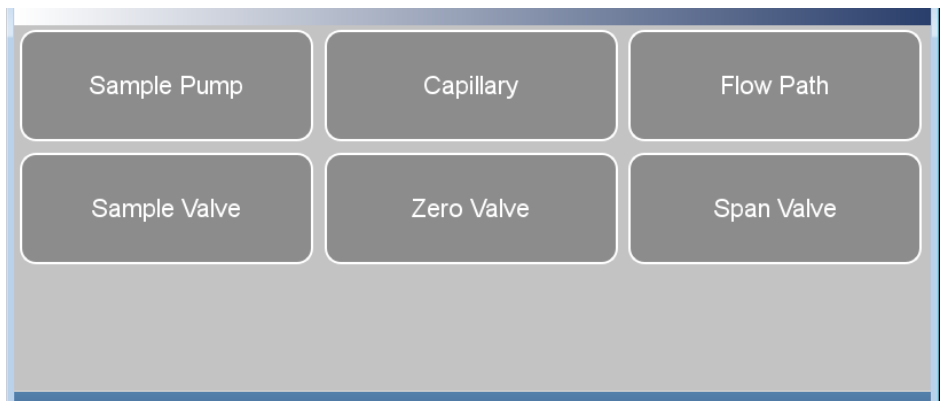 Sample Pump
Capillary
Flow Path
Sample Valve
Zero Valve
Span Valve